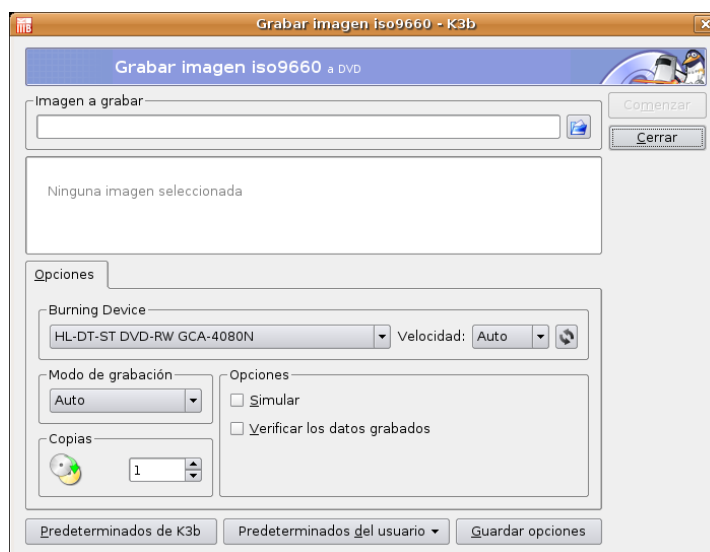 Grabar imagen iso9660 - K3b
Grabar imagen iso9660 a DVD
Imagen a grabar
Comenzar
Cerrar
Ninguna imagen seleccionada
Opciones
Burning Device
HL-DT-ST DVD-RW GCA-4080N
Velocidad: Auto
Modo de grabación
Auto
Opciones
Simular
Verificar los datos grabados
Copias
1
Predeterminados de K3b
Predeterminados del usuario
Guardar opciones